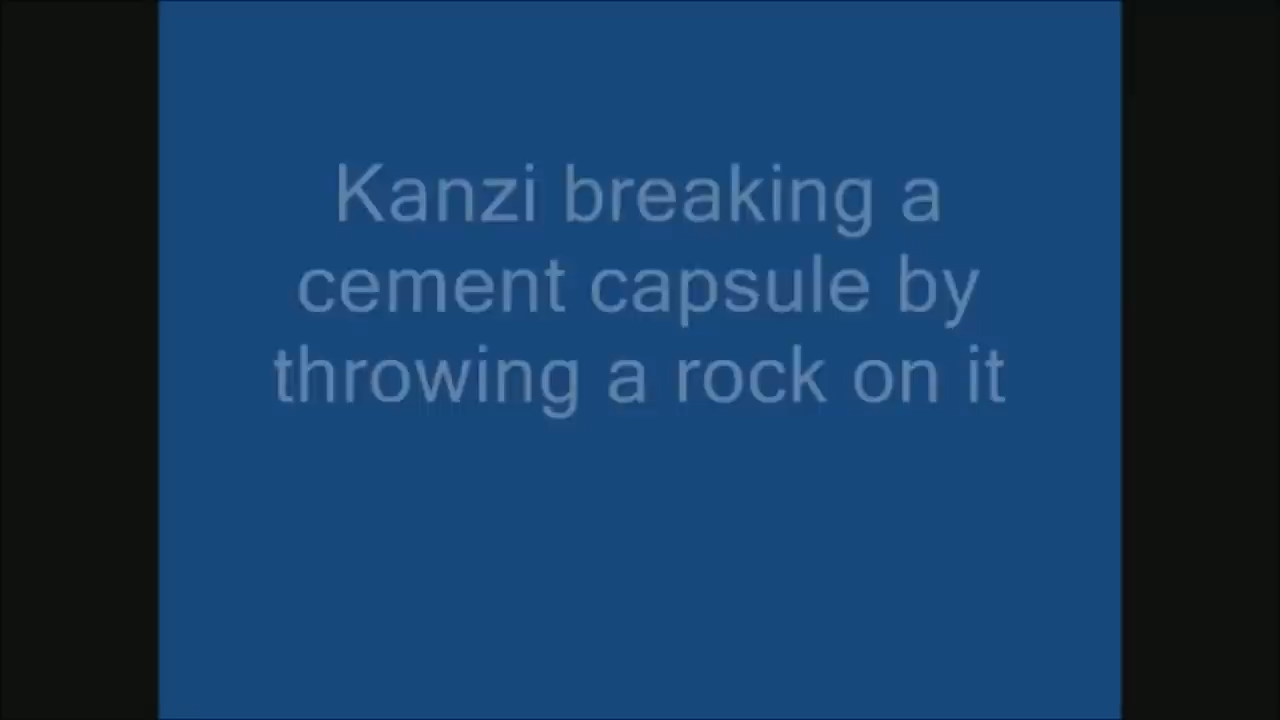 Kanzi breaking a
cement capsule by
throwing a rock on it